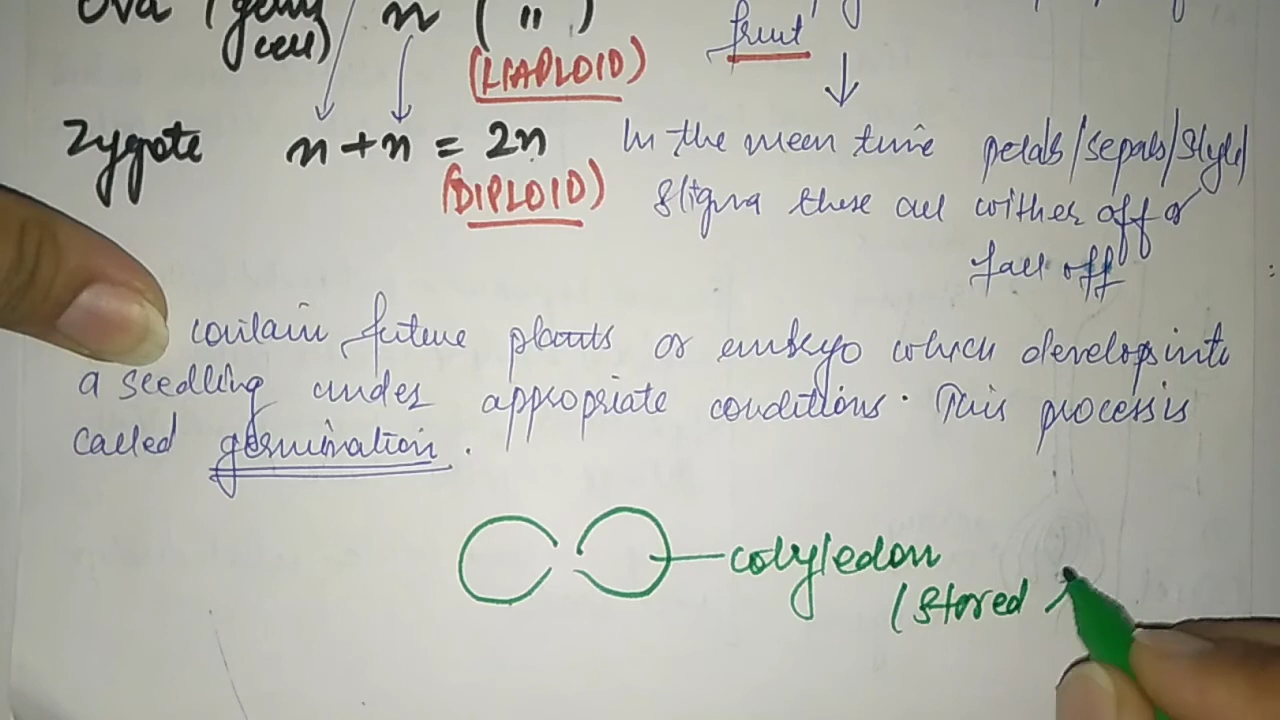 Ova (germ n ( " )
cell)
(HAPLOID)
fruit
Zygote n + n = 2n
(DIPLOID)
In the mean time petals/sepals/style/
stigma these all wither off or
fall off
contain future plants or embryo which develops into
a seedling under appropriate conditions. This process is
called germination.
cotyledon
(stored